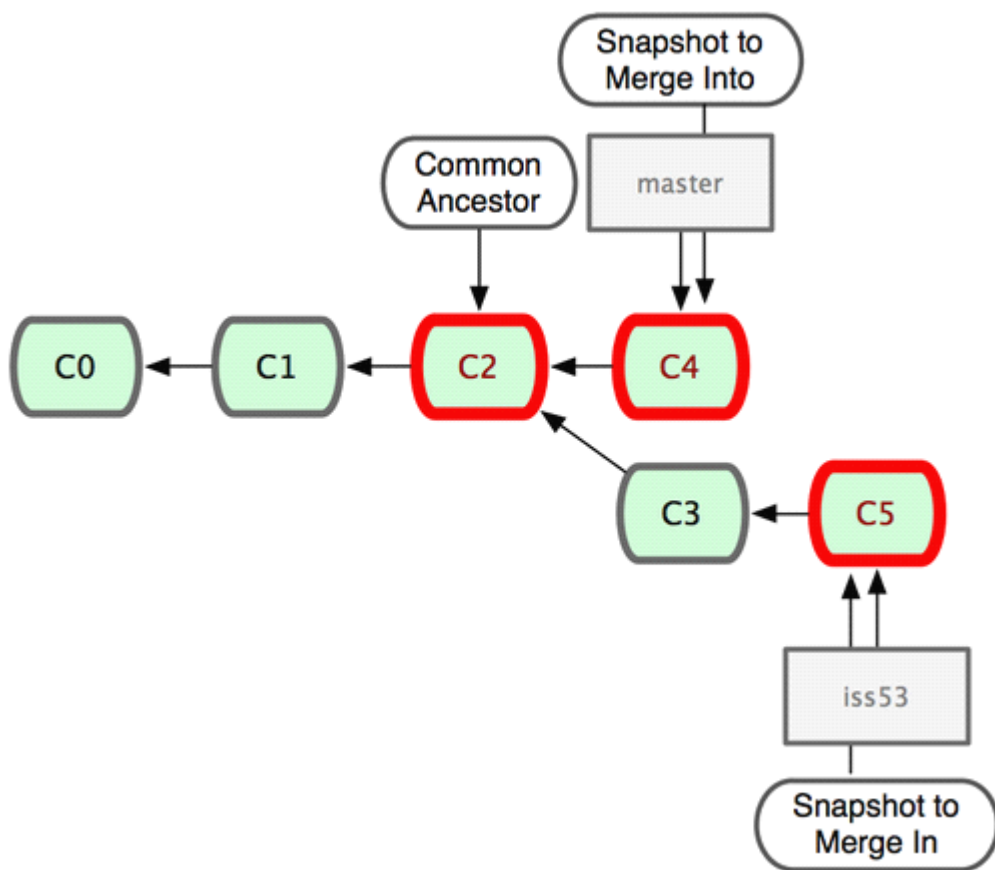 Snapshot to
Merge Into
Common
Ancestor
master
C0
C1
C2
C4
C3
C5
iss53
Snapshot to
Merge In